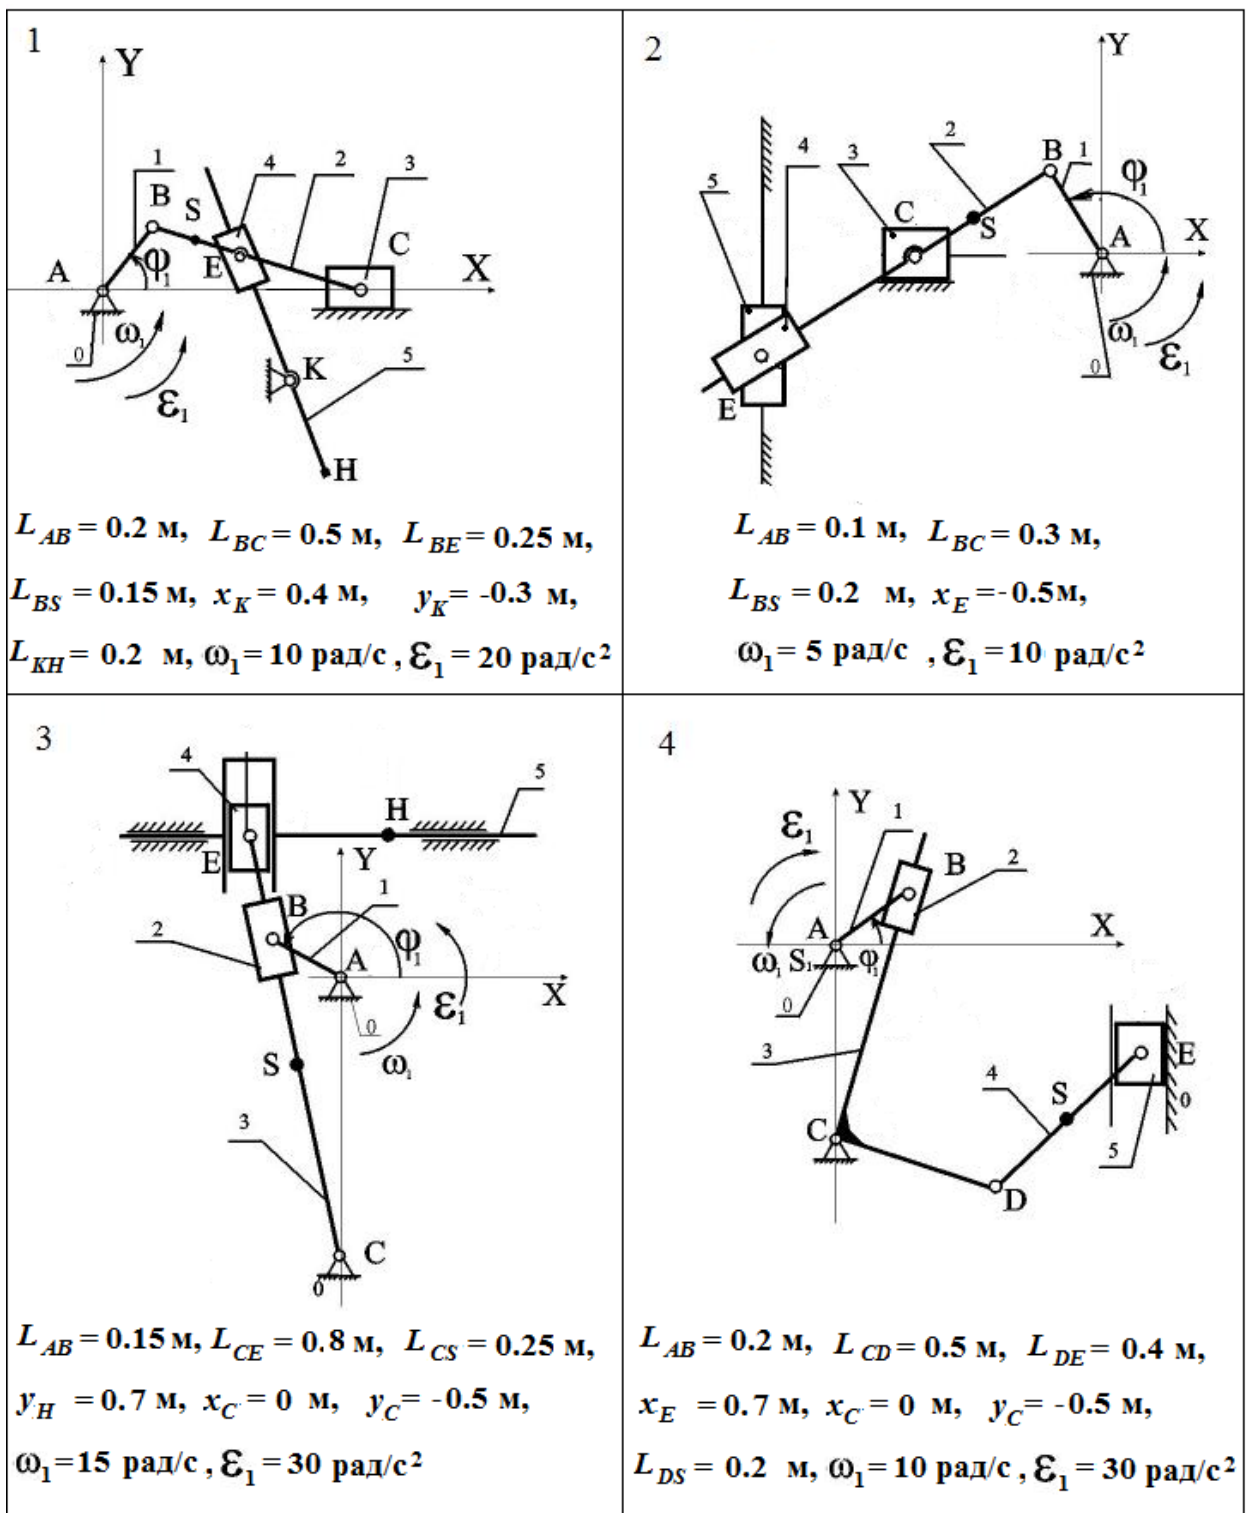 1
Y
1
B
S
4
2
3
C
A
φ₁
E
X
0
ω₁
ε₁
K
5
H
L_AB = 0.2 м, L_BC = 0.5 м, L_BE = 0.25 м,
L_BS = 0.15 м, x_K = 0.4 м, y_K = -0.3 м,
L_KH = 0.2 м, ω₁ = 10 рад/с , ε₁ = 20 рад/с²
2
Y
2
B
1
3
4
5
C
S
φ₁
A
X
E
ω₁
0
ε₁
L_AB = 0.1 м, L_BC = 0.3 м,
L_BS = 0.2 м, x_E = -0.5м,
ω₁ = 5 рад/с , ε₁ = 10 рад/с²
3
4
5
H
E
Y
1
B
2
φ₁
A
X
ε₁
0
S
ω₁
3
C
0
L_AB = 0.15 м, L_CE = 0.8 м, L_CS = 0.25 м,
y_H = 0.7 м, x_C = 0 м, y_C = -0.5 м,
ω₁ =15 рад/с , ε₁ = 30 рад/с²
4
Y
1
ε₁
B
2
A
X
ω₁ S₁
φ₁
0
3
4
S
E
0
C
5
D
L_AB = 0.2 м, L_CD = 0.5 м, L_DE = 0.4 м,
x_E = 0.7 м, x_C = 0 м, y_C = -0.5 м,
L_DS = 0.2 м, ω₁ = 10 рад/с , ε₁ = 30 рад/с²